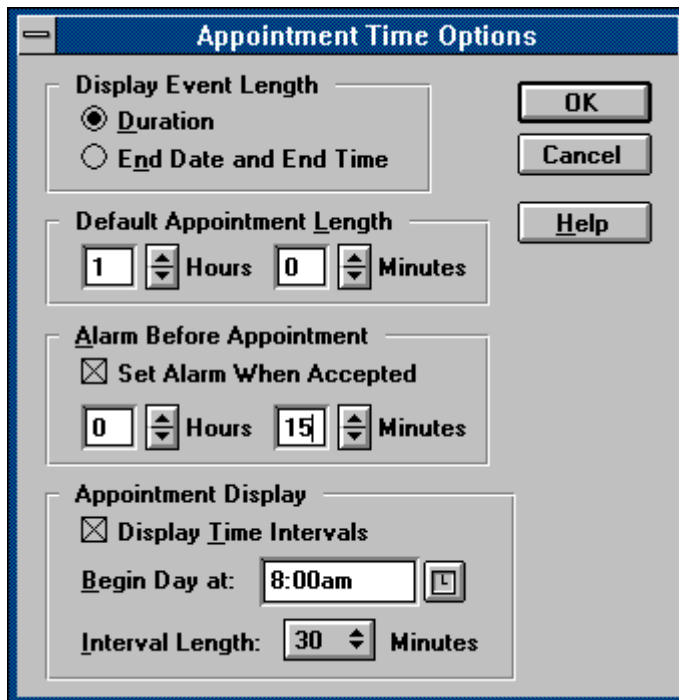 Appointment Time Options
Display Event Length
Duration
End Date and End Time
OK
Cancel
Help
Default Appointment Length
1 Hours 0 Minutes
Alarm Before Appointment
Set Alarm When Accepted
0 Hours 15 Minutes
Appointment Display
Display Time Intervals
Begin Day at: 8:00am
Interval Length: 30 Minutes